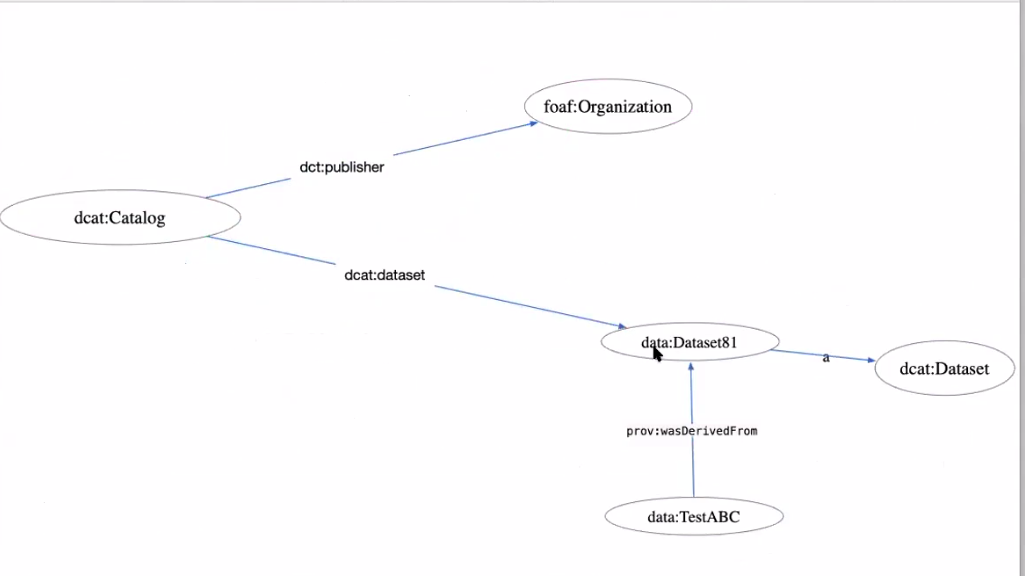 foaf:Organization
dct:publisher
dcat:Catalog
dcat:dataset
data:Dataset81
a
dcat:Dataset
prov:wasDerivedFrom
data:TestABC